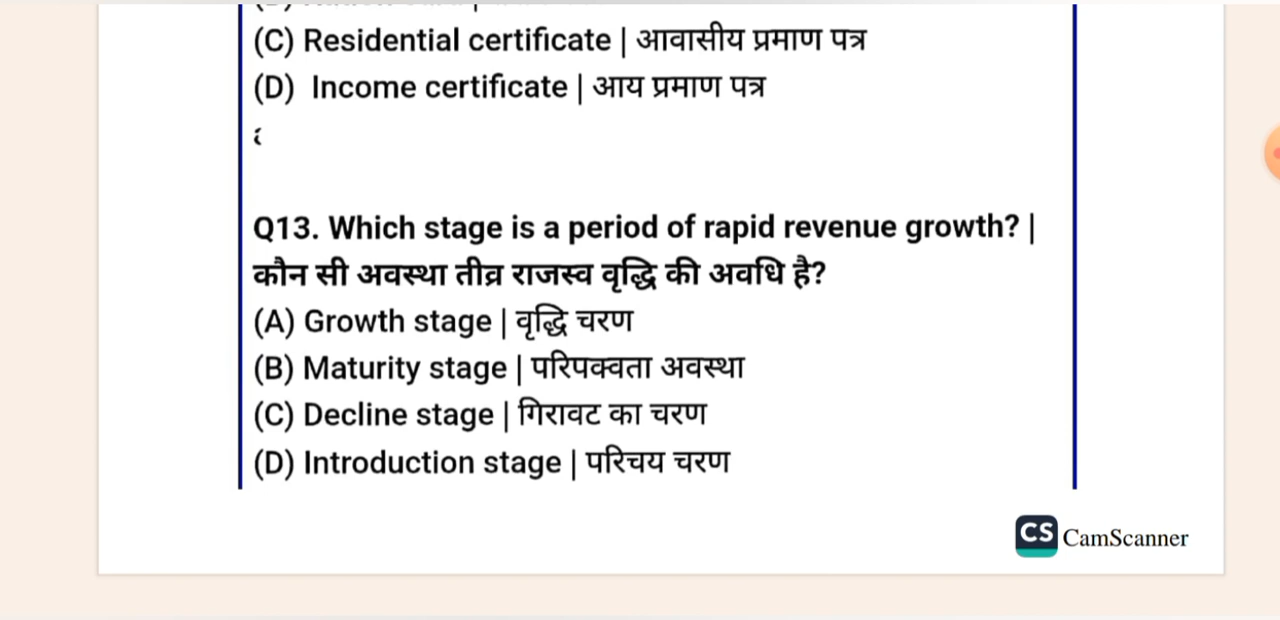 (C) Residential certificate | आवासीय प्रमाण पत्र
(D) Income certificate | आय प्रमाण पत्र
Q13. Which stage is a period of rapid revenue growth? |
कौन सी अवस्था तीव्र राजस्व वृद्धि की अवधि है?
(A) Growth stage | वृद्धि चरण
(B) Maturity stage | परिपक्वता अवस्था
(C) Decline stage | गिरावट का चरण
(D) Introduction stage | परिचय चरण
CS CamScanner